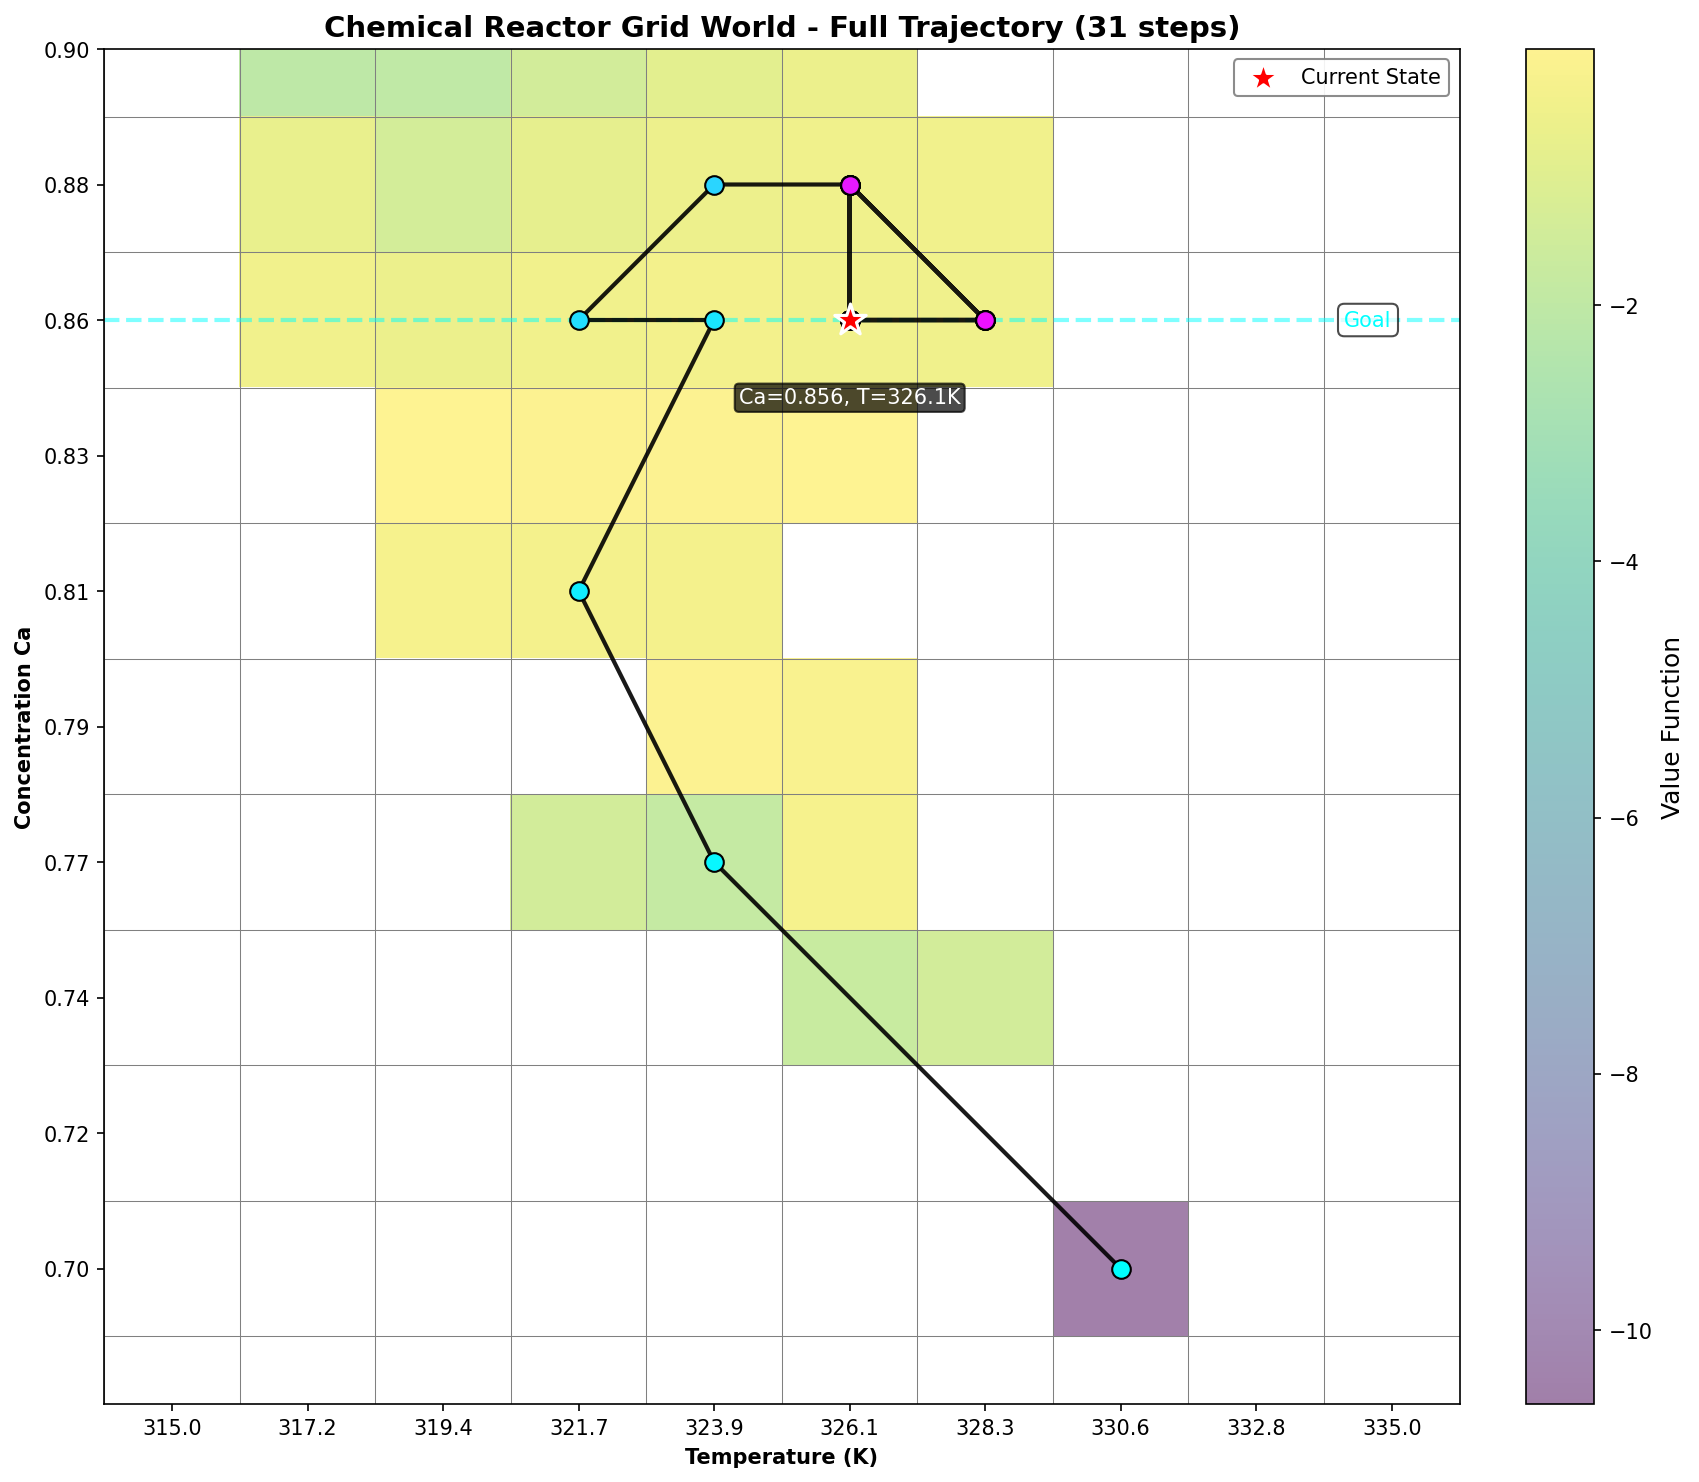 Chemical Reactor Grid World - Full Trajectory (31 steps)
Current State
0.90
0.88
0.86
0.83
0.81
0.79
0.77
0.74
0.72
0.70
Concentration Ca
Goal
Ca=0.856, T=326.1K
315.0 317.2 319.4 321.7 323.9 326.1 328.3 330.6 332.8 335.0
Temperature (K)
−2
−4
−6
−8
−10
Value Function